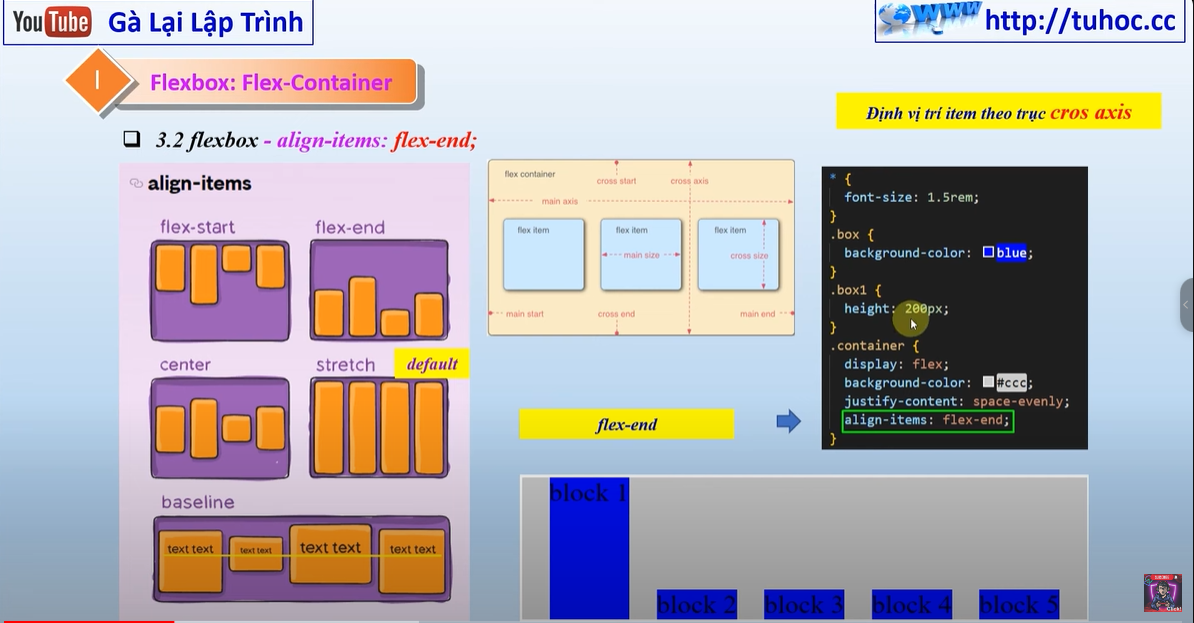 YouTube Gà Lại Lập Trình
www http://tuhoc.cc
I Flexbox: Flex-Container
Định vị trí item theo trục cros axis
3.2 flexbox - align-items: flex-end;
align-items
flex-start
flex-end
center
stretch
default
baseline
text text
text text
text text
text text
flex container
cross start
cross axis
main axis
flex item
flex item
flex item
main size
cross size
main start
cross end
main end
flex-end
* {
font-size: 1.5rem;
}
.box {
background-color: blue;
}
.box1 {
height: 200px;
}
.container {
display: flex;
background-color: #ccc;
justify-content: space-evenly;
align-items: flex-end;
}
block 1
block 2
block 3
block 4
block 5